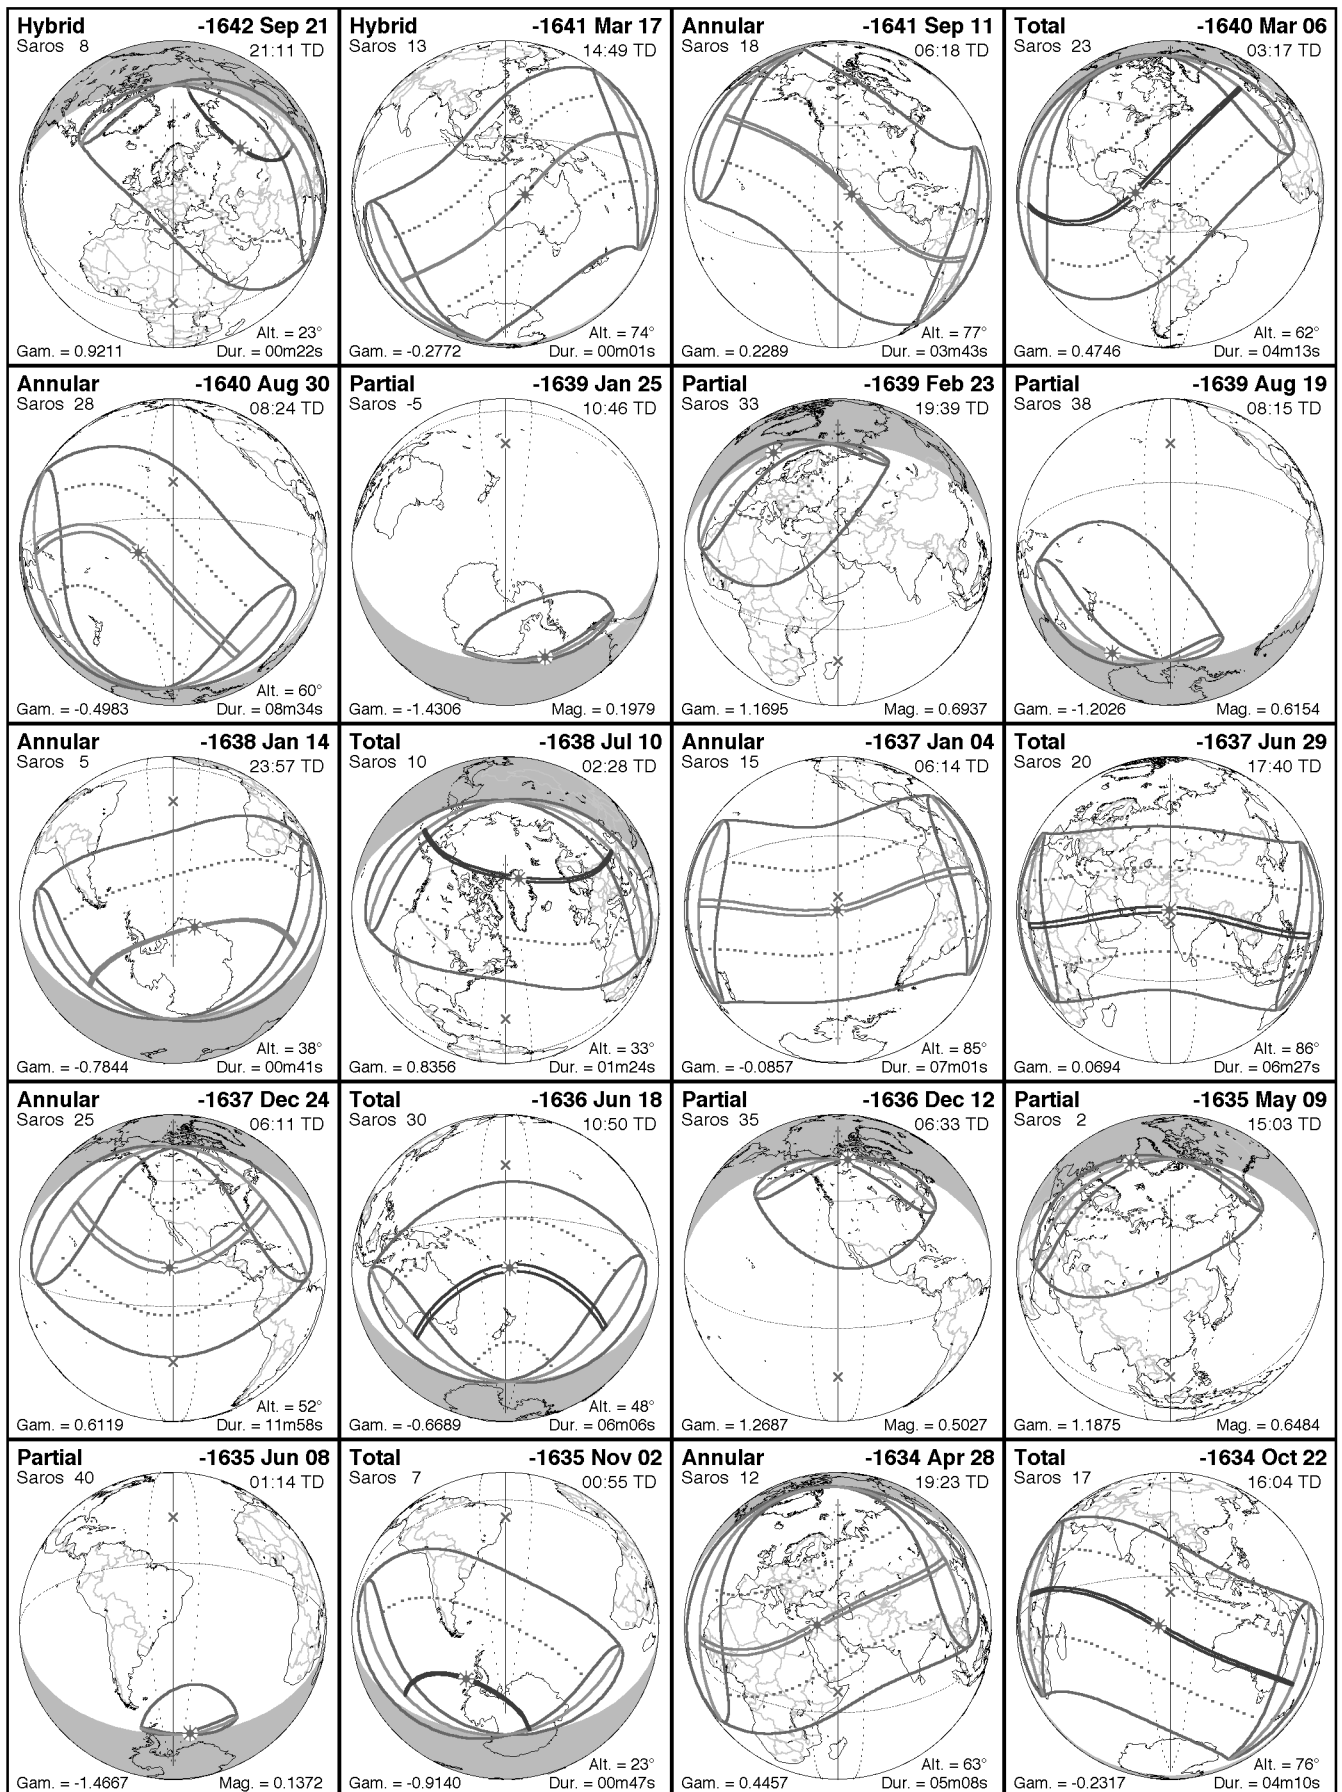 Hybrid -1642 Sep 21
Saros 8 21:11 TD
Alt. = 23°
Gam. = 0.9211 Dur. = 00m22s
Hybrid -1641 Mar 17
Saros 13 14:49 TD
Alt. = 74°
Gam. = -0.2772 Dur. = 00m01s
Annular -1641 Sep 11
Saros 18 06:18 TD
Alt. = 77°
Gam. = 0.2289 Dur. = 03m43s
Total -1640 Mar 06
Saros 23 03:17 TD
Alt. = 62°
Gam. = 0.4746 Dur. = 04m13s
Annular -1640 Aug 30
Saros 28 08:24 TD
Alt. = 60°
Gam. = -0.4983 Dur. = 08m34s
Partial -1639 Jan 25
Saros -5 10:46 TD
Gam. = -1.4306 Mag. = 0.1979
Partial -1639 Feb 23
Saros 33 19:39 TD
Gam. = 1.1695 Mag. = 0.6937
Partial -1639 Aug 19
Saros 38 08:15 TD
Gam. = -1.2026 Mag. = 0.6154
Annular -1638 Jan 14
Saros 5 23:57 TD
Alt. = 38°
Gam. = -0.7844 Dur. = 00m41s
Total -1638 Jul 10
Saros 10 02:28 TD
Alt. = 33°
Gam. = 0.8356 Dur. = 01m24s
Annular -1637 Jan 04
Saros 15 06:14 TD
Alt. = 85°
Gam. = -0.0857 Dur. = 07m01s
Total -1637 Jun 29
Saros 20 17:40 TD
Alt. = 86°
Gam. = 0.0694 Dur. = 06m27s
Annular -1637 Dec 24
Saros 25 06:11 TD
Alt. = 52°
Gam. = 0.6119 Dur. = 11m58s
Total -1636 Jun 18
Saros 30 10:50 TD
Alt. = 48°
Gam. = -0.6689 Dur. = 06m06s
Partial -1636 Dec 12
Saros 35 06:33 TD
Gam. = 1.2687 Mag. = 0.5027
Partial -1635 May 09
Saros 2 15:03 TD
Gam. = 1.1875 Mag. = 0.6484
Partial -1635 Jun 08
Saros 40 01:14 TD
Gam. = -1.4667 Mag. = 0.1372
Total -1635 Nov 02
Saros 7 00:55 TD
Alt. = 23°
Gam. = -0.9140 Dur. = 00m47s
Annular -1634 Apr 28
Saros 12 19:23 TD
Alt. = 63°
Gam. = 0.4457 Dur. = 05m08s
Total -1634 Oct 22
Saros 17 16:04 TD
Alt. = 76°
Gam. = -0.2317 Dur. = 04m10s